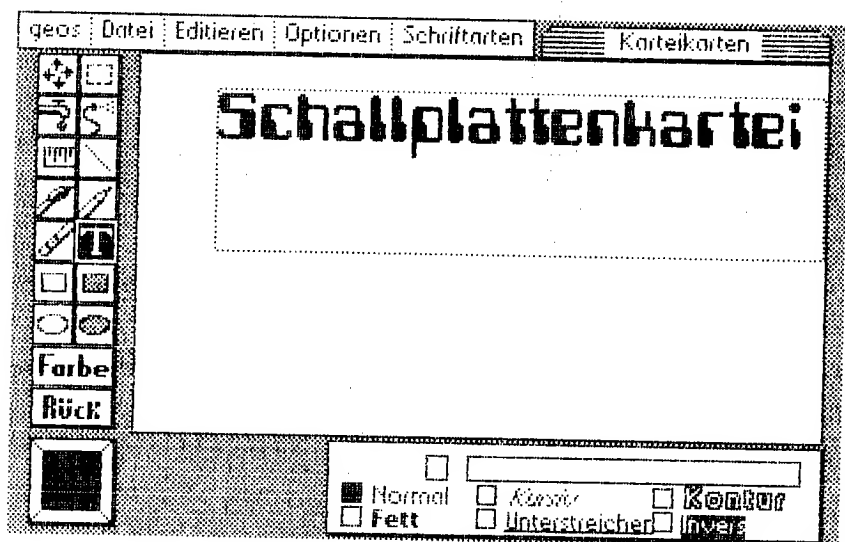 geos Datei Editieren Optionen Schriftarten Karteikarten
Schallplattenkartei
T
Farbe
Rück
Normal Kursiv Kontur
Fett Unterstreichen Invers